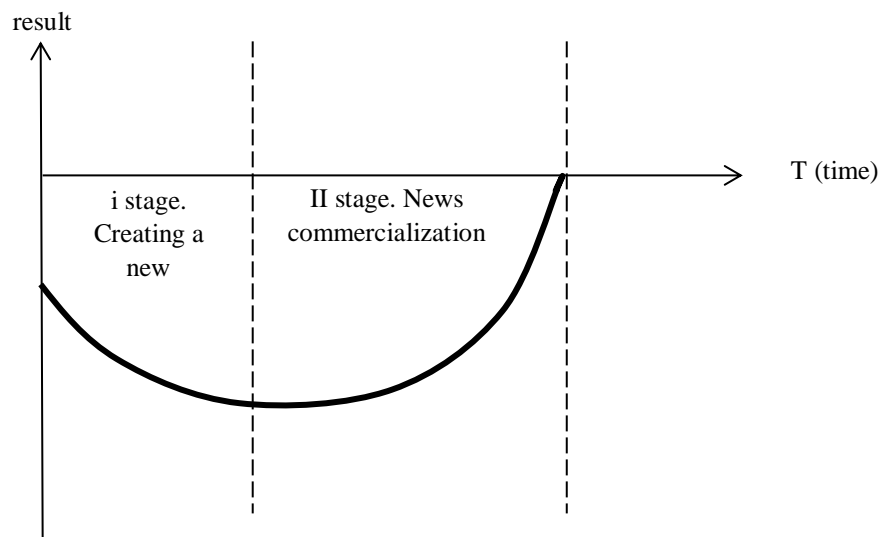 result
T (time)
i stage.
Creating a
new
II stage. News
commercialization